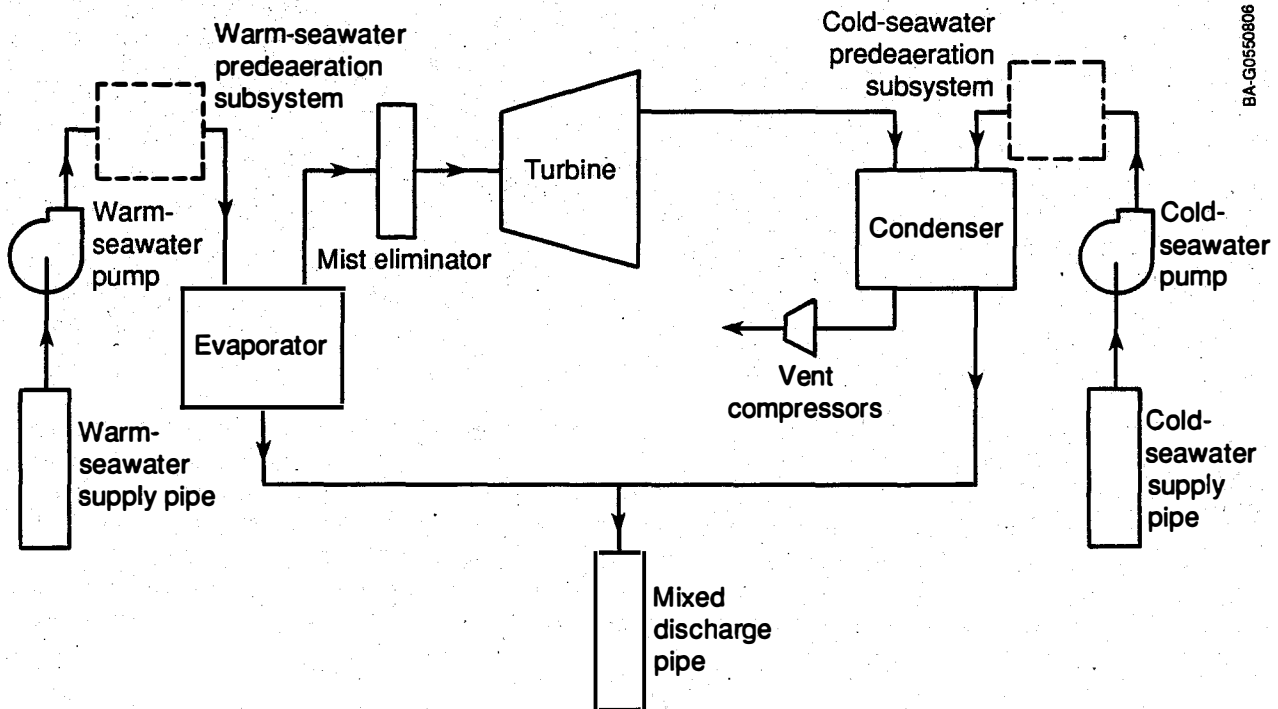 Warm-seawater
predeaeration
subsystem
Cold-seawater
predeaeration
subsystem
BA-G0550806
Turbine
Warm-
seawater
pump
Mist eliminator
Condenser
Cold-
seawater
pump
Evaporator
Vent
compressors
Warm-
seawater
supply pipe
Cold-
seawater
supply
pipe
Mixed
discharge
pipe